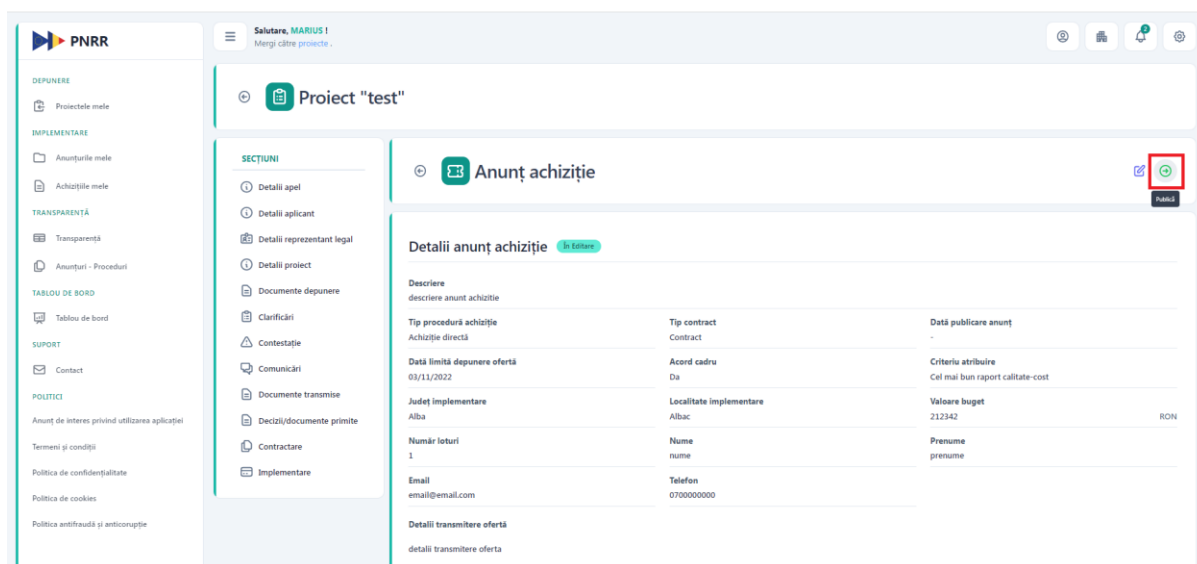 PNRR
Salutare, MARIUS !
Mergi către proiecte .
2
DEPUNERE
Proiectele mele
IMPLEMENTARE
Anunțurile mele
Achizițiile mele
TRANSPARENȚĂ
Transparență
Anunțuri - Proceduri
TABLOU DE BORD
Tablou de bord
SUPORT
Contact
POLITICI
Anunț de interes privind utilizarea aplicației
Termeni și condiții
Politica de confidențialitate
Politica de cookies
Politica antifraudă și anticorupție
Proiect "test"
SECȚIUNI
Detalii apel
Detalii aplicant
Detalii reprezentant legal
Detalii proiect
Documente depunere
Clarificări
Contestație
Comunicări
Documente transmise
Decizii/documente primite
Contractare
Implementare
Anunț achiziție
Publică
Detalii anunț achiziție În Editare
Descriere
descriere anunt achizitie
Tip procedură achiziție Tip contract Dată publicare anunț
Achiziție directă Contract -
Dată limită depunere ofertă Acord cadru Criteriu atribuire
03/11/2022 Da Cel mai bun raport calitate-cost
Județ implementare Localitate implementare Valoare buget
Alba Albac 212342 RON
Număr loturi Nume Prenume
1 nume prenume
Email Telefon
email@email.com 0700000000
Detalii transmitere ofertă
detalii transmitere oferta